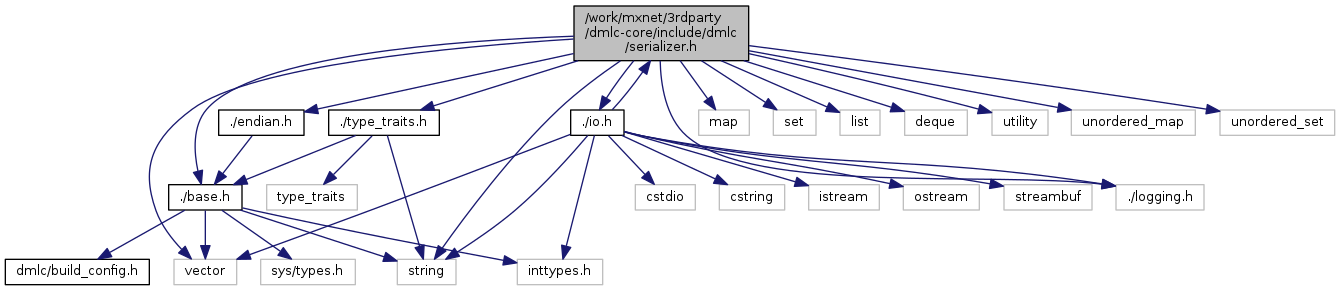 /work/mxnet/3rdparty
/dmlc-core/include/dmlc
/serializer.h
./endian.h
./type_traits.h
./io.h
map
set
list
deque
utility
unordered_map
unordered_set
./base.h
type_traits
cstdio
cstring
istream
ostream
streambuf
./logging.h
dmlc/build_config.h
vector
sys/types.h
string
inttypes.h